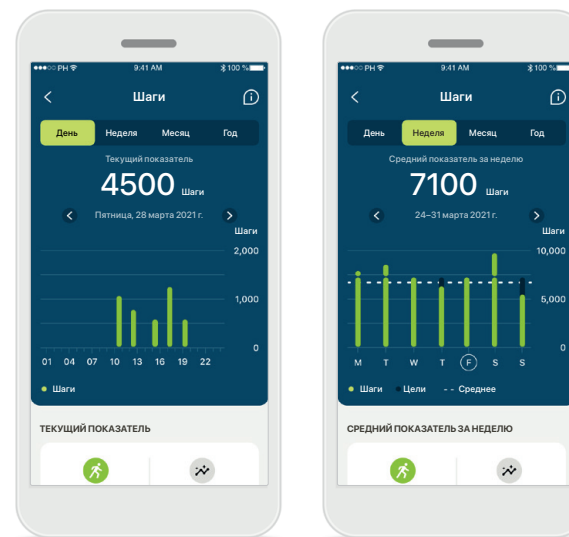 PH 9:41 AM 100 %
Шаги
День Неделя Месяц Год
Текущий показатель
4500 Шаги
Пятница, 28 марта 2021 г.
Шаги
2,000
1,000
0
01 04 07 10 13 16 19 22
Шаги
ТЕКУЩИЙ ПОКАЗАТЕЛЬ
PH 9:41 AM 100 %
Шаги
День Неделя Месяц Год
Средний показатель за неделю
7100 Шаги
24–31 марта 2021 г.
Шаги
10,000
5,000
0
M T W T F S S
Шаги Цели - - Среднее
СРЕДНИЙ ПОКАЗАТЕЛЬ ЗА НЕДЕЛЮ